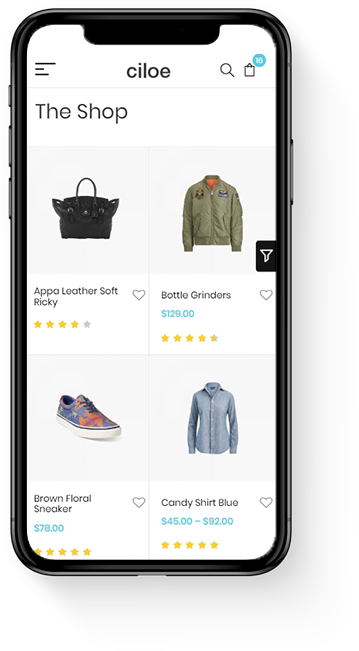 ciloe
16
The Shop
Appa Leather Soft
Ricky
Bottle Grinders
$129.00
Brown Floral
Sneaker
$78.00
Candy Shirt Blue
$45.00 – $92.00